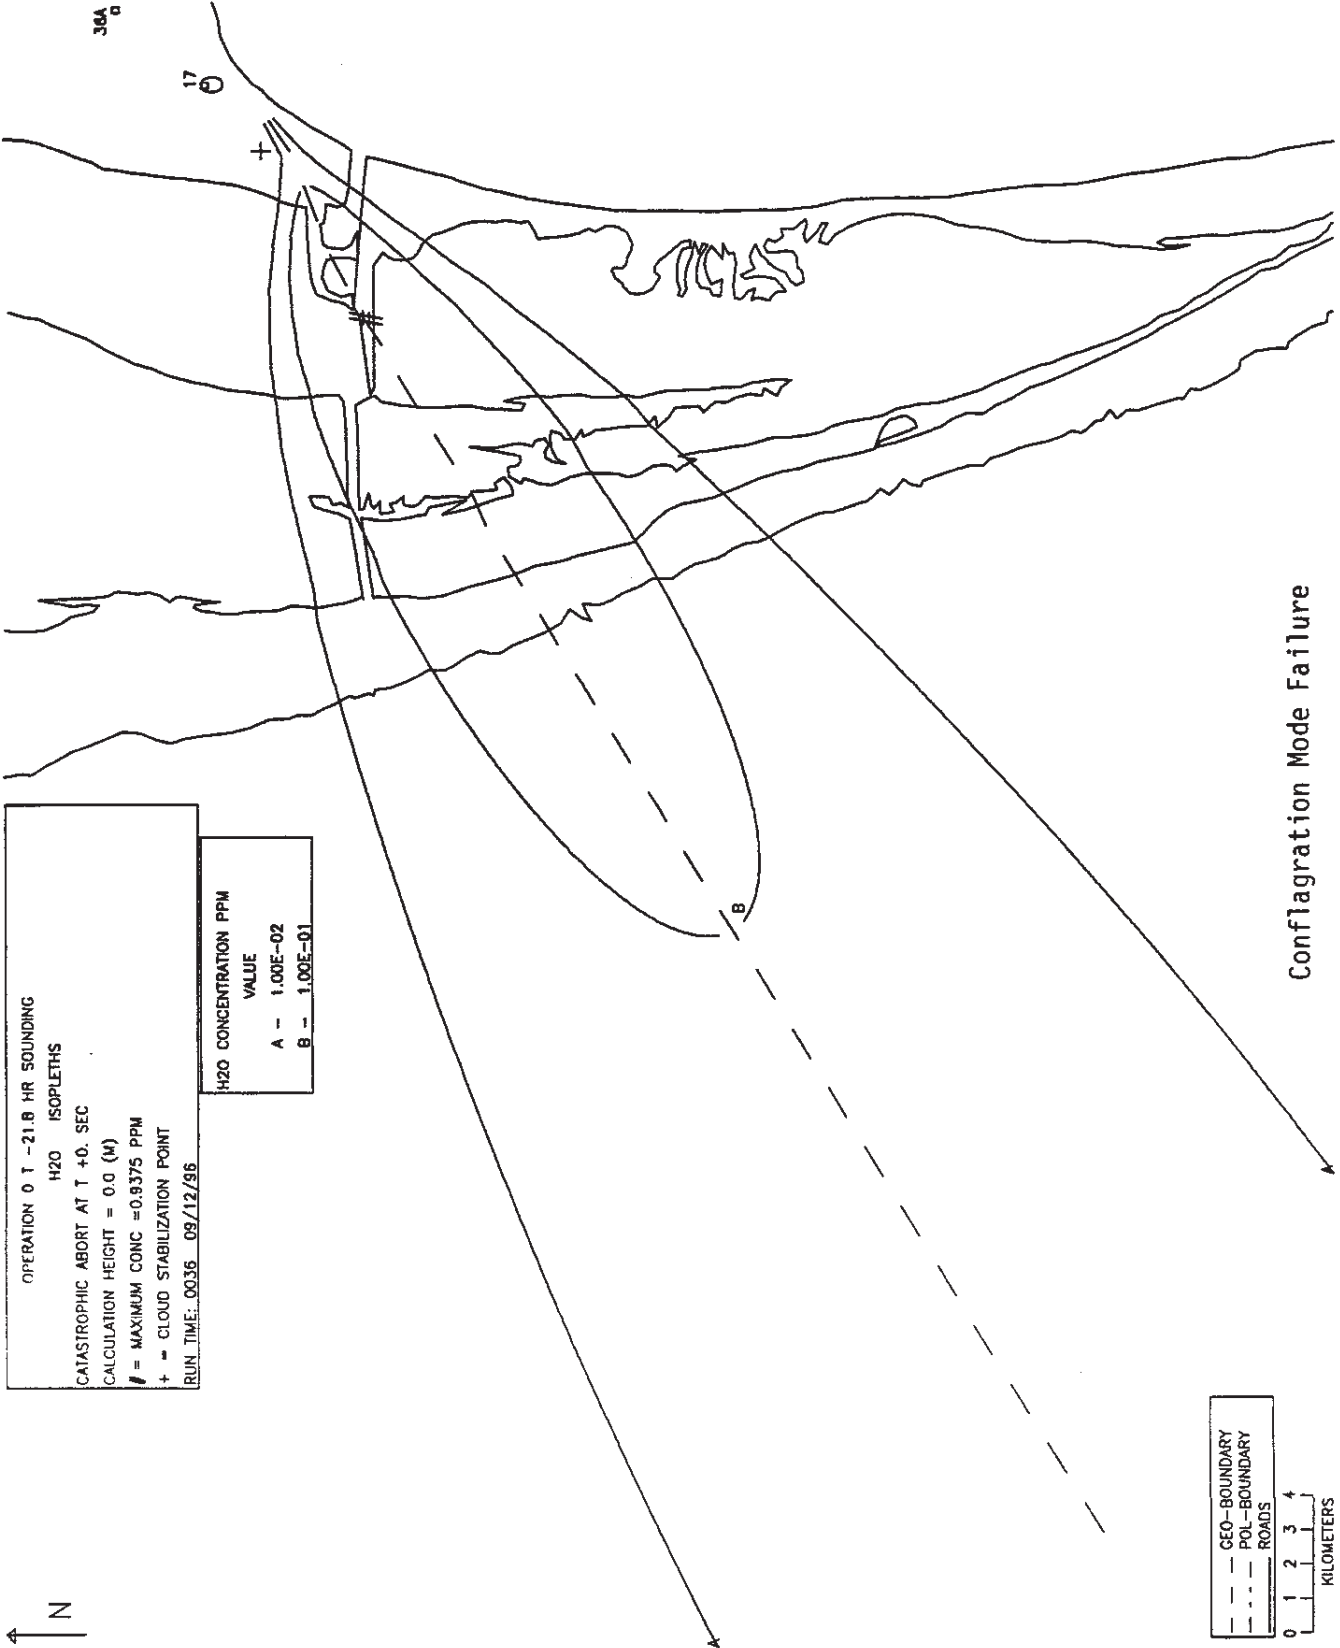 OPERATION 0 T -21.8 HR SOUNDING
H2O ISOPLETHS
CATASTROPHIC ABORT AT T +0. SEC
CALCULATION HEIGHT = 0.0 (M)
/ = MAXIMUM CONC =0.9375 PPM
+ - CLOUD STABILIZATION POINT
RUN TIME: 0036 09/12/96
H2O CONCENTRATION PPM
VALUE
A - 1.00E-02
B - 1.00E-01
N
36A
17
B
A
A
Conflagration Mode Failure
GEO-BOUNDARY
POL-BOUNDARY
ROADS
0 1 2 3 4
KILOMETERS